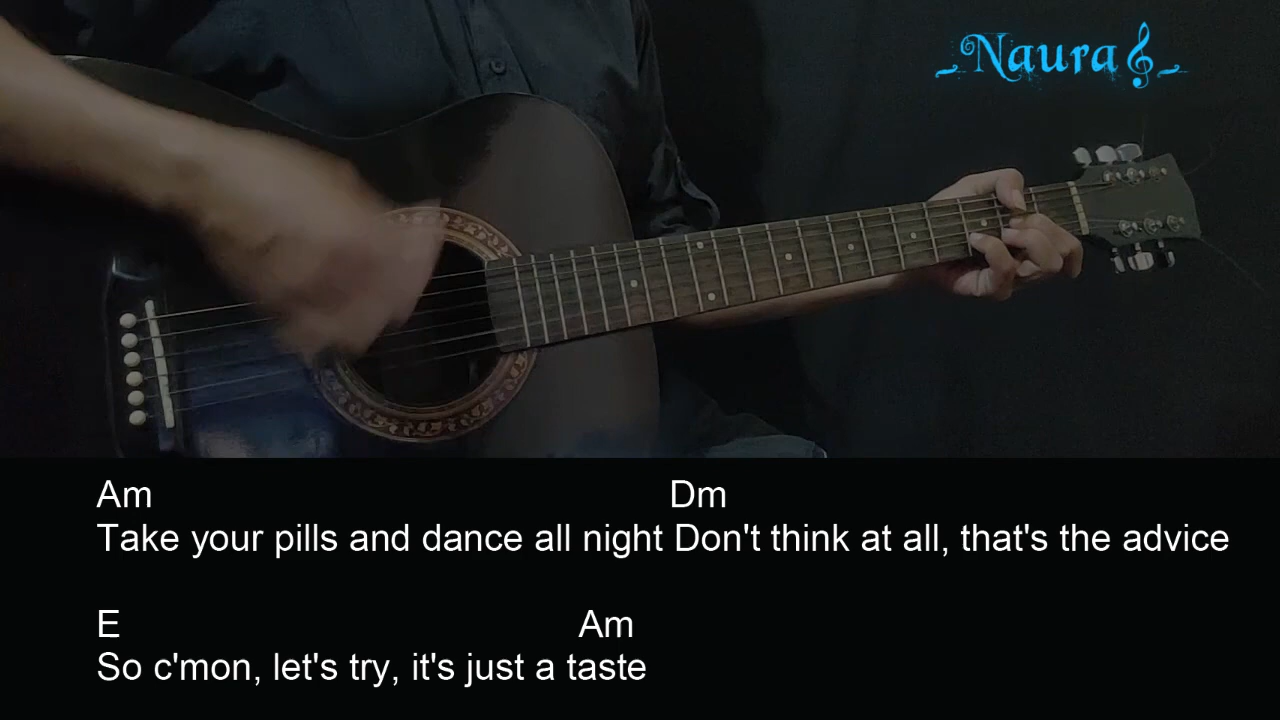 Naura
Am Dm
Take your pills and dance all night Don't think at all, that's the advice
E Am
So c'mon, let's try, it's just a taste